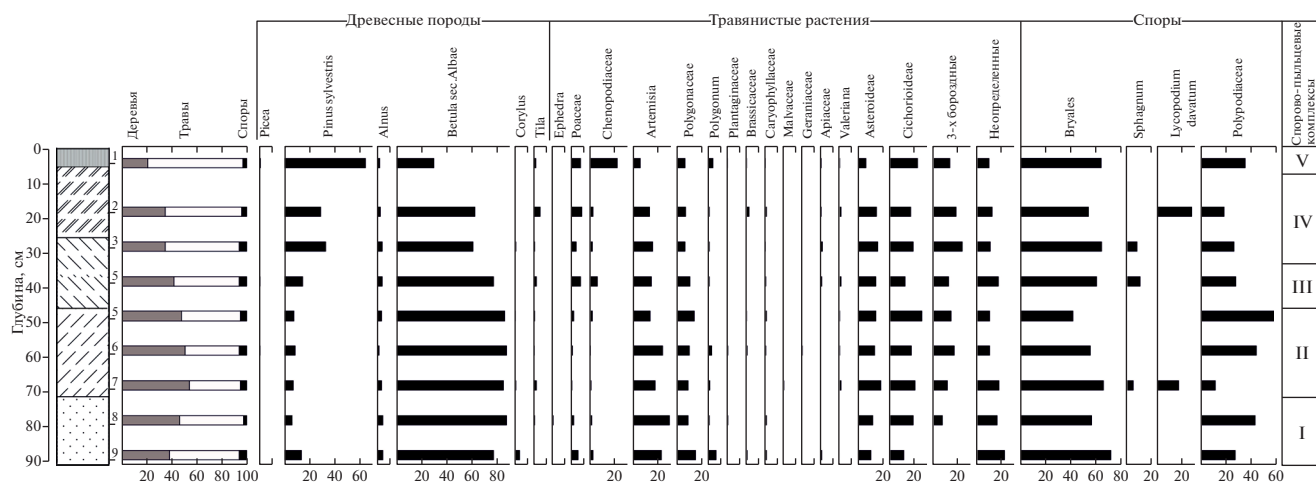 Древесные породы
Травянистые растения
Споры
Глубина, см
Деревья
Травы
Споры
Picea
Pinus sylvestris
Alnus
Betula sec.Albae
Corylus
Tila
Ephedra
Poaceae
Chenopodiaceae
Artemisia
Polygonaceae
Polygonum
Plantaginaceae
Brassicaceae
Caryophyllaceae
Malvaceae
Geraniaceae
Apiaceae
Valeriana
Asteroideae
Cichorioideae
3-х бороздные
Неопределенные
Bryales
Sphagnum
Lycopodium
davatum
Polypodiaceae
Спорово-пыльцевые
комплексы
0
10
20
30
40
50
60
70
80
90
1
2
3
5
5
6
7
8
9
V
IV
III
II
I
20 40 60 80 100
20 40 60
20 40 60 80
20
20
20
20
20
20
20
20 40 60 80
20
20 40 60